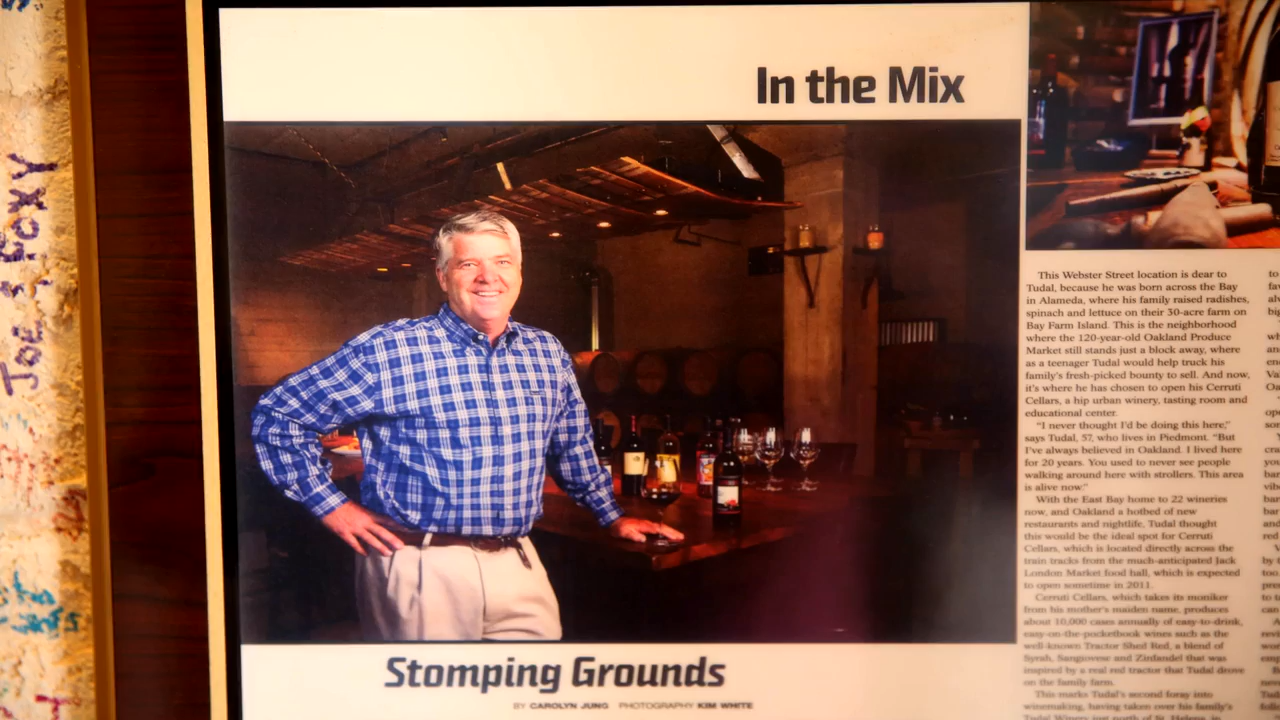 Joe & Foxy
In the Mix
Stomping Grounds
BY CAROLYN JUNG PHOTOGRAPHY KIM WHITE
This Webster Street location is dear to
Tudal, because he was born across the Bay
in Alameda, where his family raised radishes,
spinach and lettuce on their 30-acre farm on
Bay Farm Island. This is the neighborhood
where the 120-year-old Oakland Produce
Market still stands just a block away, where
as a teenager Tudal would help truck his
family's fresh-picked bounty to sell. And now,
it's where he has chosen to open his Cerruti
Cellars, a hip urban winery, tasting room and
educational center.
"I never thought I'd be doing this here,"
says Tudal, 57, who lives in Piedmont. "But
I've always believed in Oakland. I lived here
for 20 years. You used to never see people
walking around here with strollers. This area
is alive now."
With the East Bay home to 22 wineries
now, and Oakland a hotbed of new
restaurants and nightlife, Tudal thought
this would be the ideal spot for Cerruti
Cellars, which is located directly across the
train tracks from the much-anticipated Jack
London Market food hall, which is expected
to open sometime in 2011.
Cerruti Cellars, which takes its moniker
from his mother's maiden name, produces
about 10,000 cases annually of easy-to-drink,
easy-on-the-pocketbook wines such as the
well-known Tractor Shed Red, a blend of
Syrah, Sangiovese and Zinfandel that was
inspired by a real red tractor that Tudal drove
on the family farm.
This marks Tudal's second foray into
winemaking, having taken over his family's
Tudal Winery just north of St. Helena